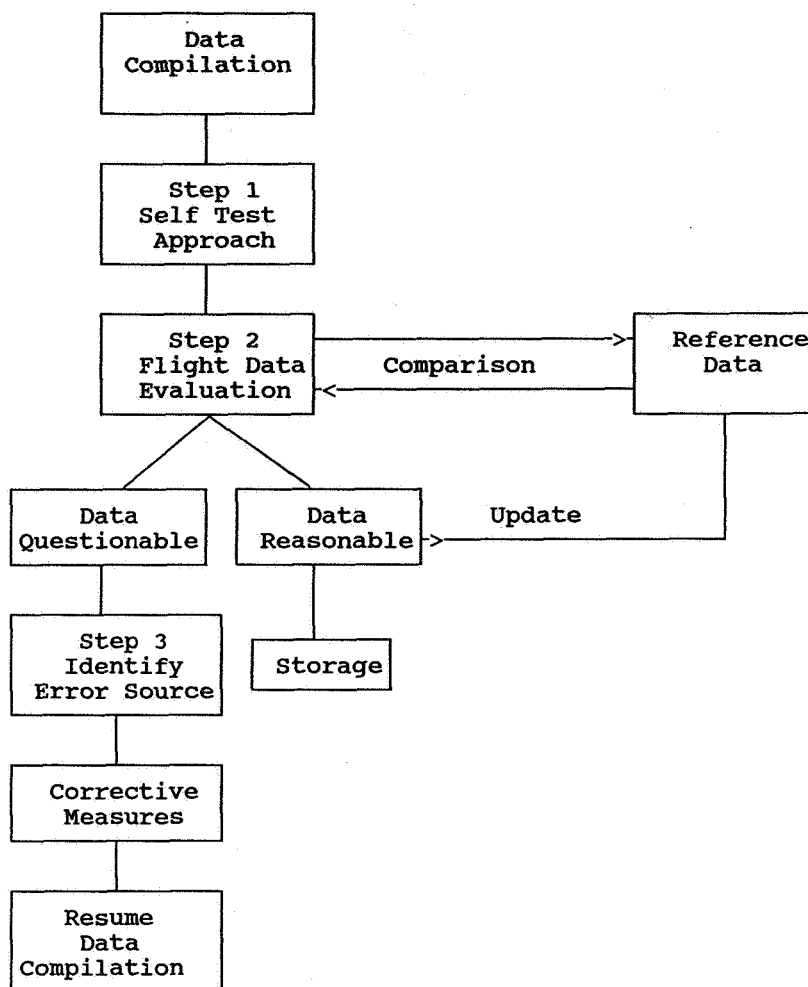 Data
Compilation
Step 1
Self Test
Approach
Step 2
Flight Data
Evaluation
Comparison
Reference
Data
Data
Questionable
Data
Reasonable
Update
Step 3
Identify
Error Source
Storage
Corrective
Measures
Resume
Data
Compilation